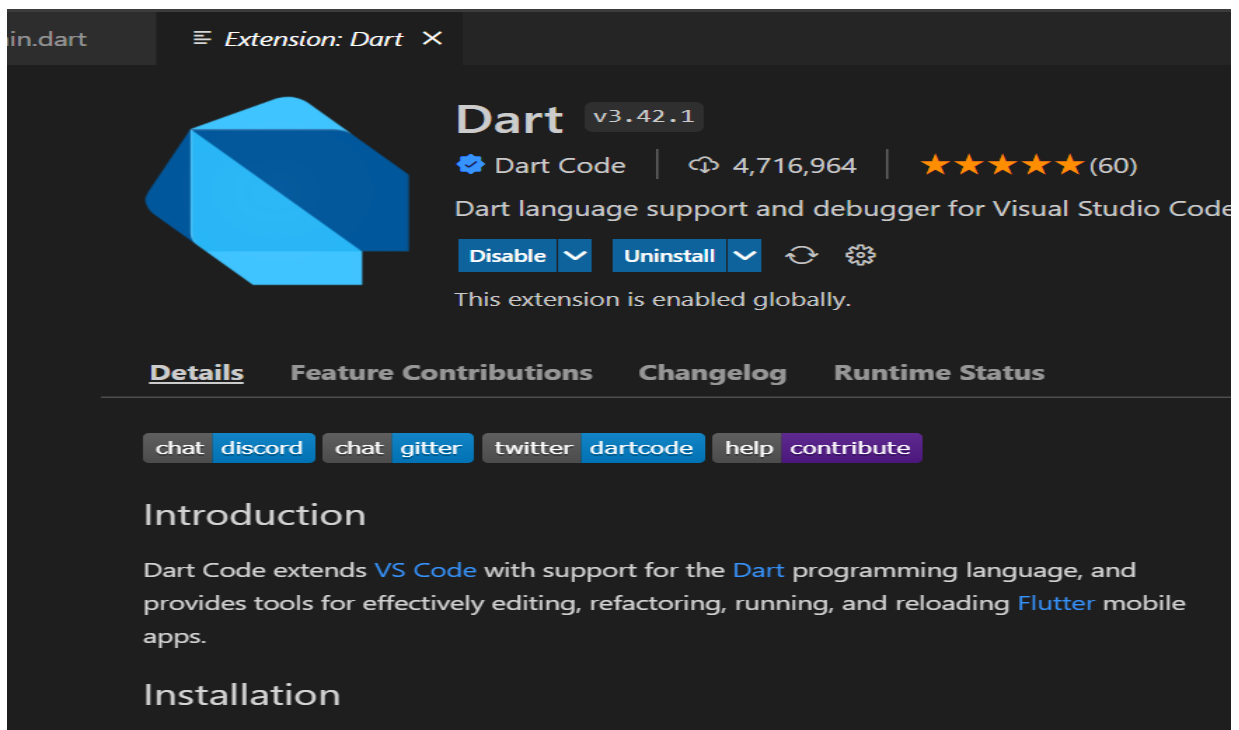 in.dart
Extension: Dart
Dart v3.42.1
Dart Code 4,716,964 (60)
Dart language support and debugger for Visual Studio Code
Disable Uninstall
This extension is enabled globally.
Details Feature Contributions Changelog Runtime Status
chat discord chat gitter twitter dartcode help contribute
Introduction
Dart Code extends VS Code with support for the Dart programming language, and
provides tools for effectively editing, refactoring, running, and reloading Flutter mobile
apps.
Installation